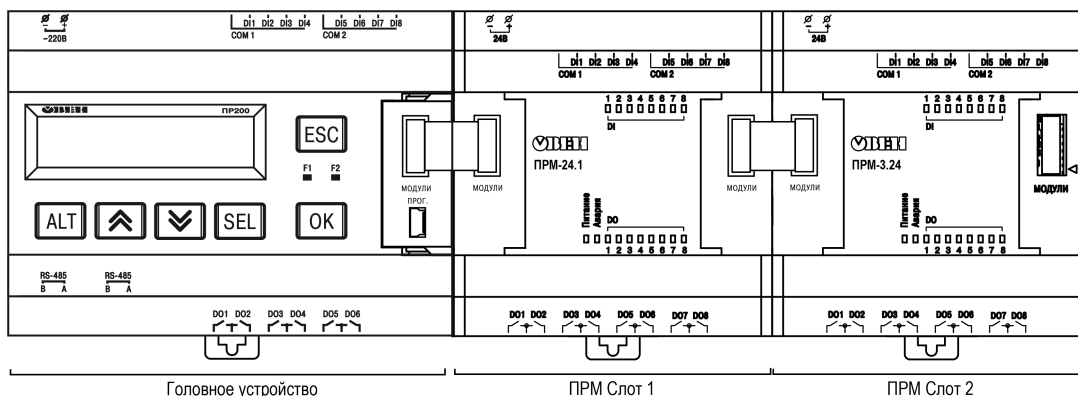 - +
~220В
DI1 DI2 DI3 DI4
COM 1
DI5 DI6 DI7 DI8
COM 2
- +
24В
DI1 DI2 DI3 DI4
COM 1
DI5 DI6 DI7 DI8
COM 2
- +
24В
DI1 DI2 DI3 DI4
COM 1
DI5 DI6 DI7 DI8
COM 2
ОВЕН
ПР200
ESC
F1 F2
ALT
SEL
OK
МОДУЛИ
ПРОГ.
МОДУЛИ
1 2 3 4 5 6 7 8
DI
ОВЕН
ПРМ-24.1
Питание
Авария
DO
1 2 3 4 5 6 7 8
МОДУЛИ
МОДУЛИ
1 2 3 4 5 6 7 8
DI
ОВЕН
ПРМ-3.24
Питание
Авария
DO
1 2 3 4 5 6 7 8
МОДУЛИ
RS-485
B A
RS-485
B A
DO1 DO2 DO3 DO4 DO5 DO6
DO1 DO2 DO3 DO4 DO5 DO6 DO7 DO8
DO1 DO2 DO3 DO4 DO5 DO6 DO7 DO8
Головное устройство
ПРМ Слот 1
ПРМ Слот 2